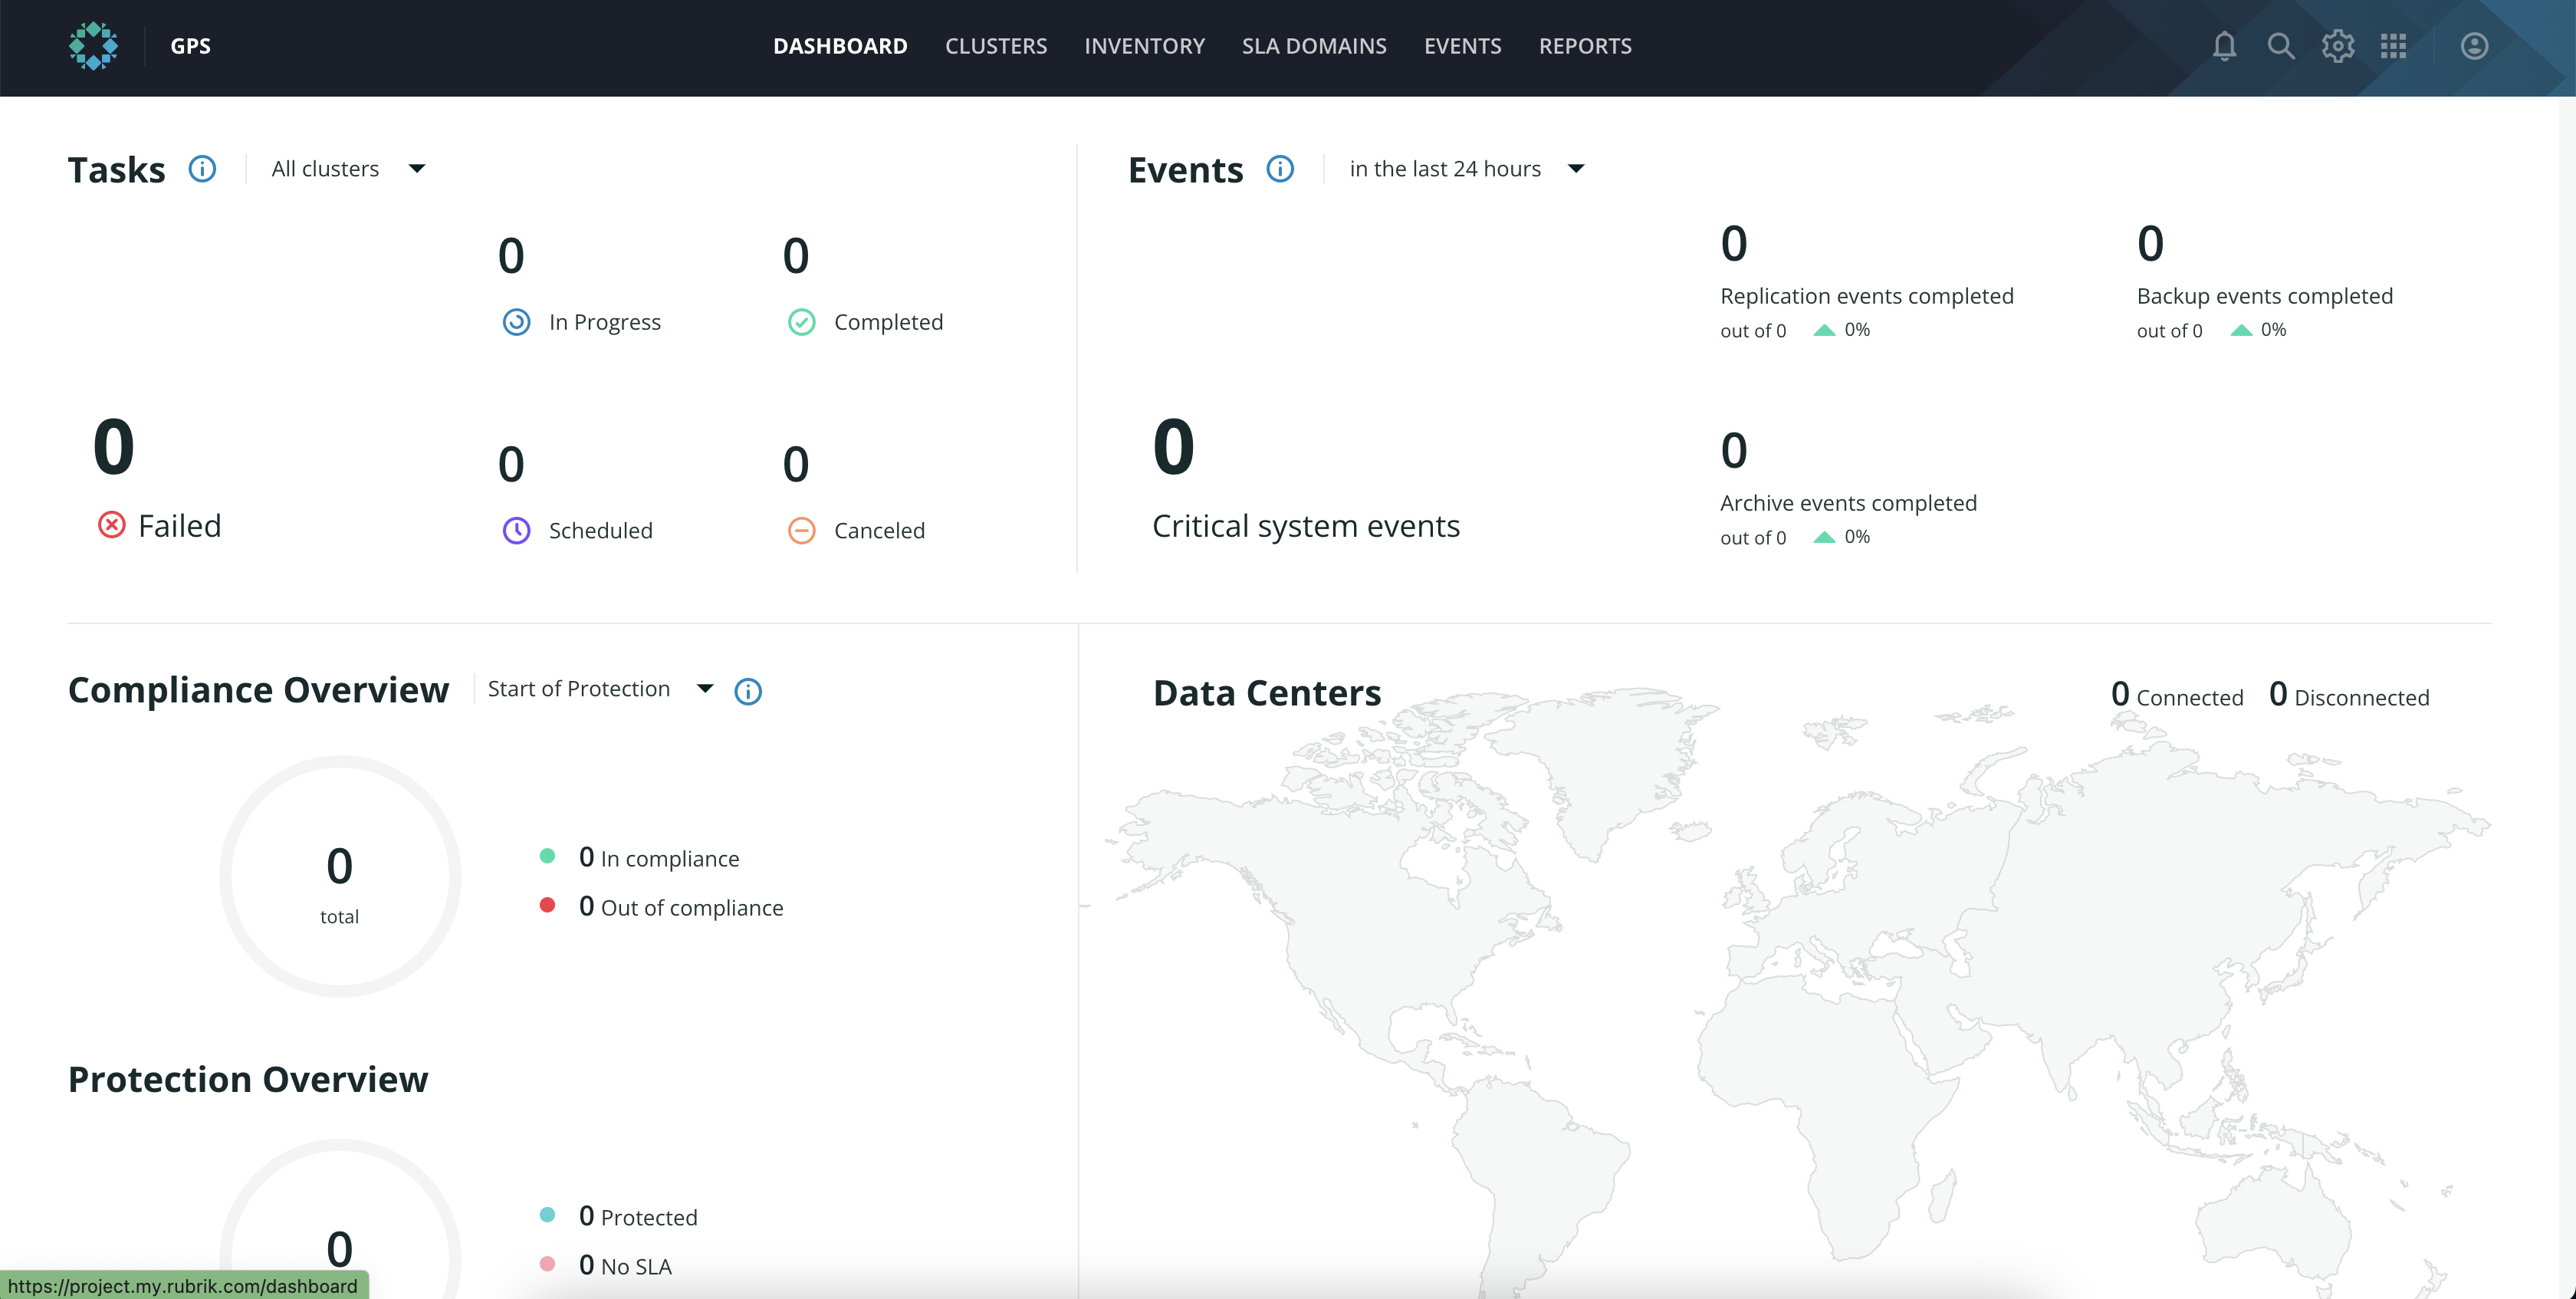 GPS
DASHBOARD CLUSTERS INVENTORY SLA DOMAINS EVENTS REPORTS
Tasks All clusters
0 In Progress
0 Completed
0 Failed
0 Scheduled
0 Canceled
Events in the last 24 hours
0
Replication events completed
out of 0 0%
0
Backup events completed
out of 0 0%
0
Critical system events
0
Archive events completed
out of 0 0%
Compliance Overview Start of Protection
0
total
0 In compliance
0 Out of compliance
Protection Overview
0
0 Protected
0 No SLA
Data Centers
0 Connected 0 Disconnected
https://project.my.rubrik.com/dashboard